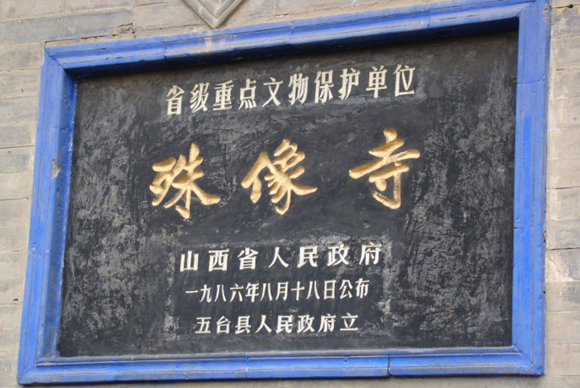 省级重点文物保护单位
殊像寺
山西省人民政府
一九八六年八月十八日公布
五台县人民政府立